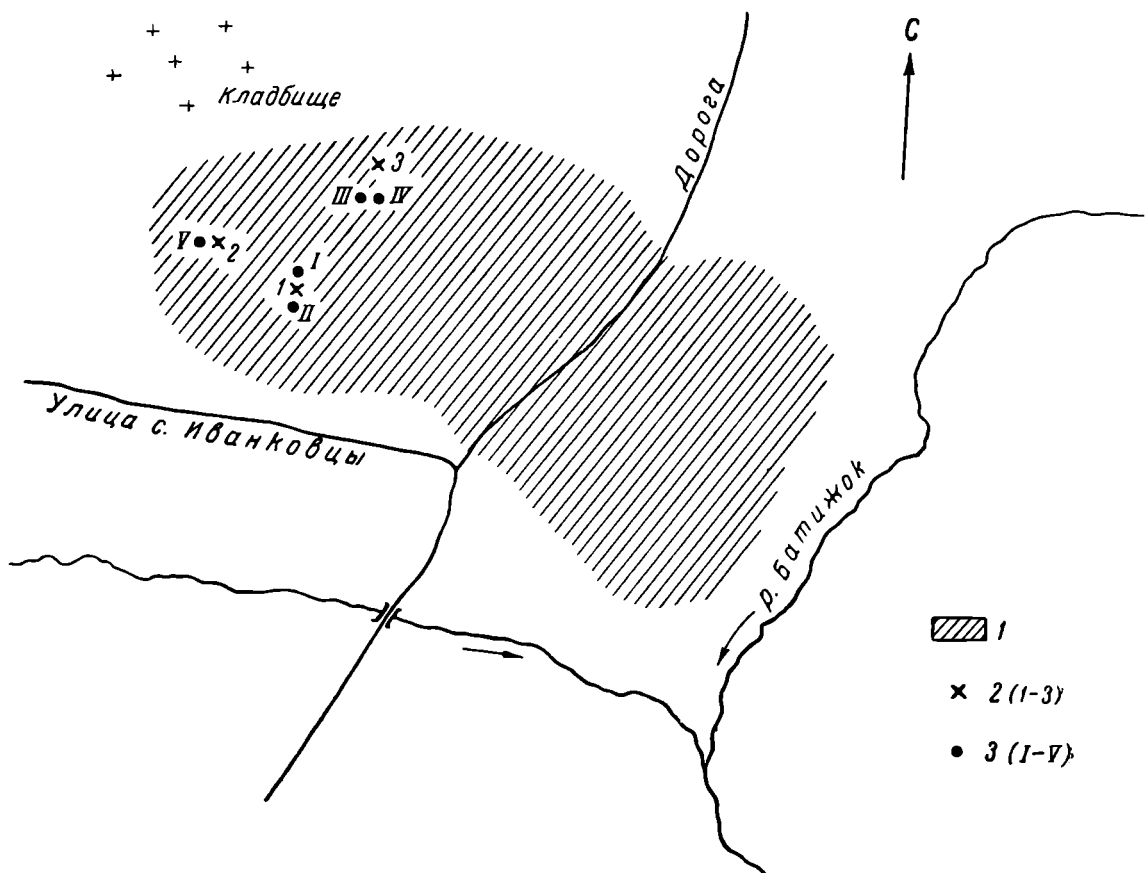 С
Кладбище
Дорога
3
III IV
V 2
I
1
II
Улица с. Иванковцы
р. Батижок
1
2 (1-3)
3 (I-V)